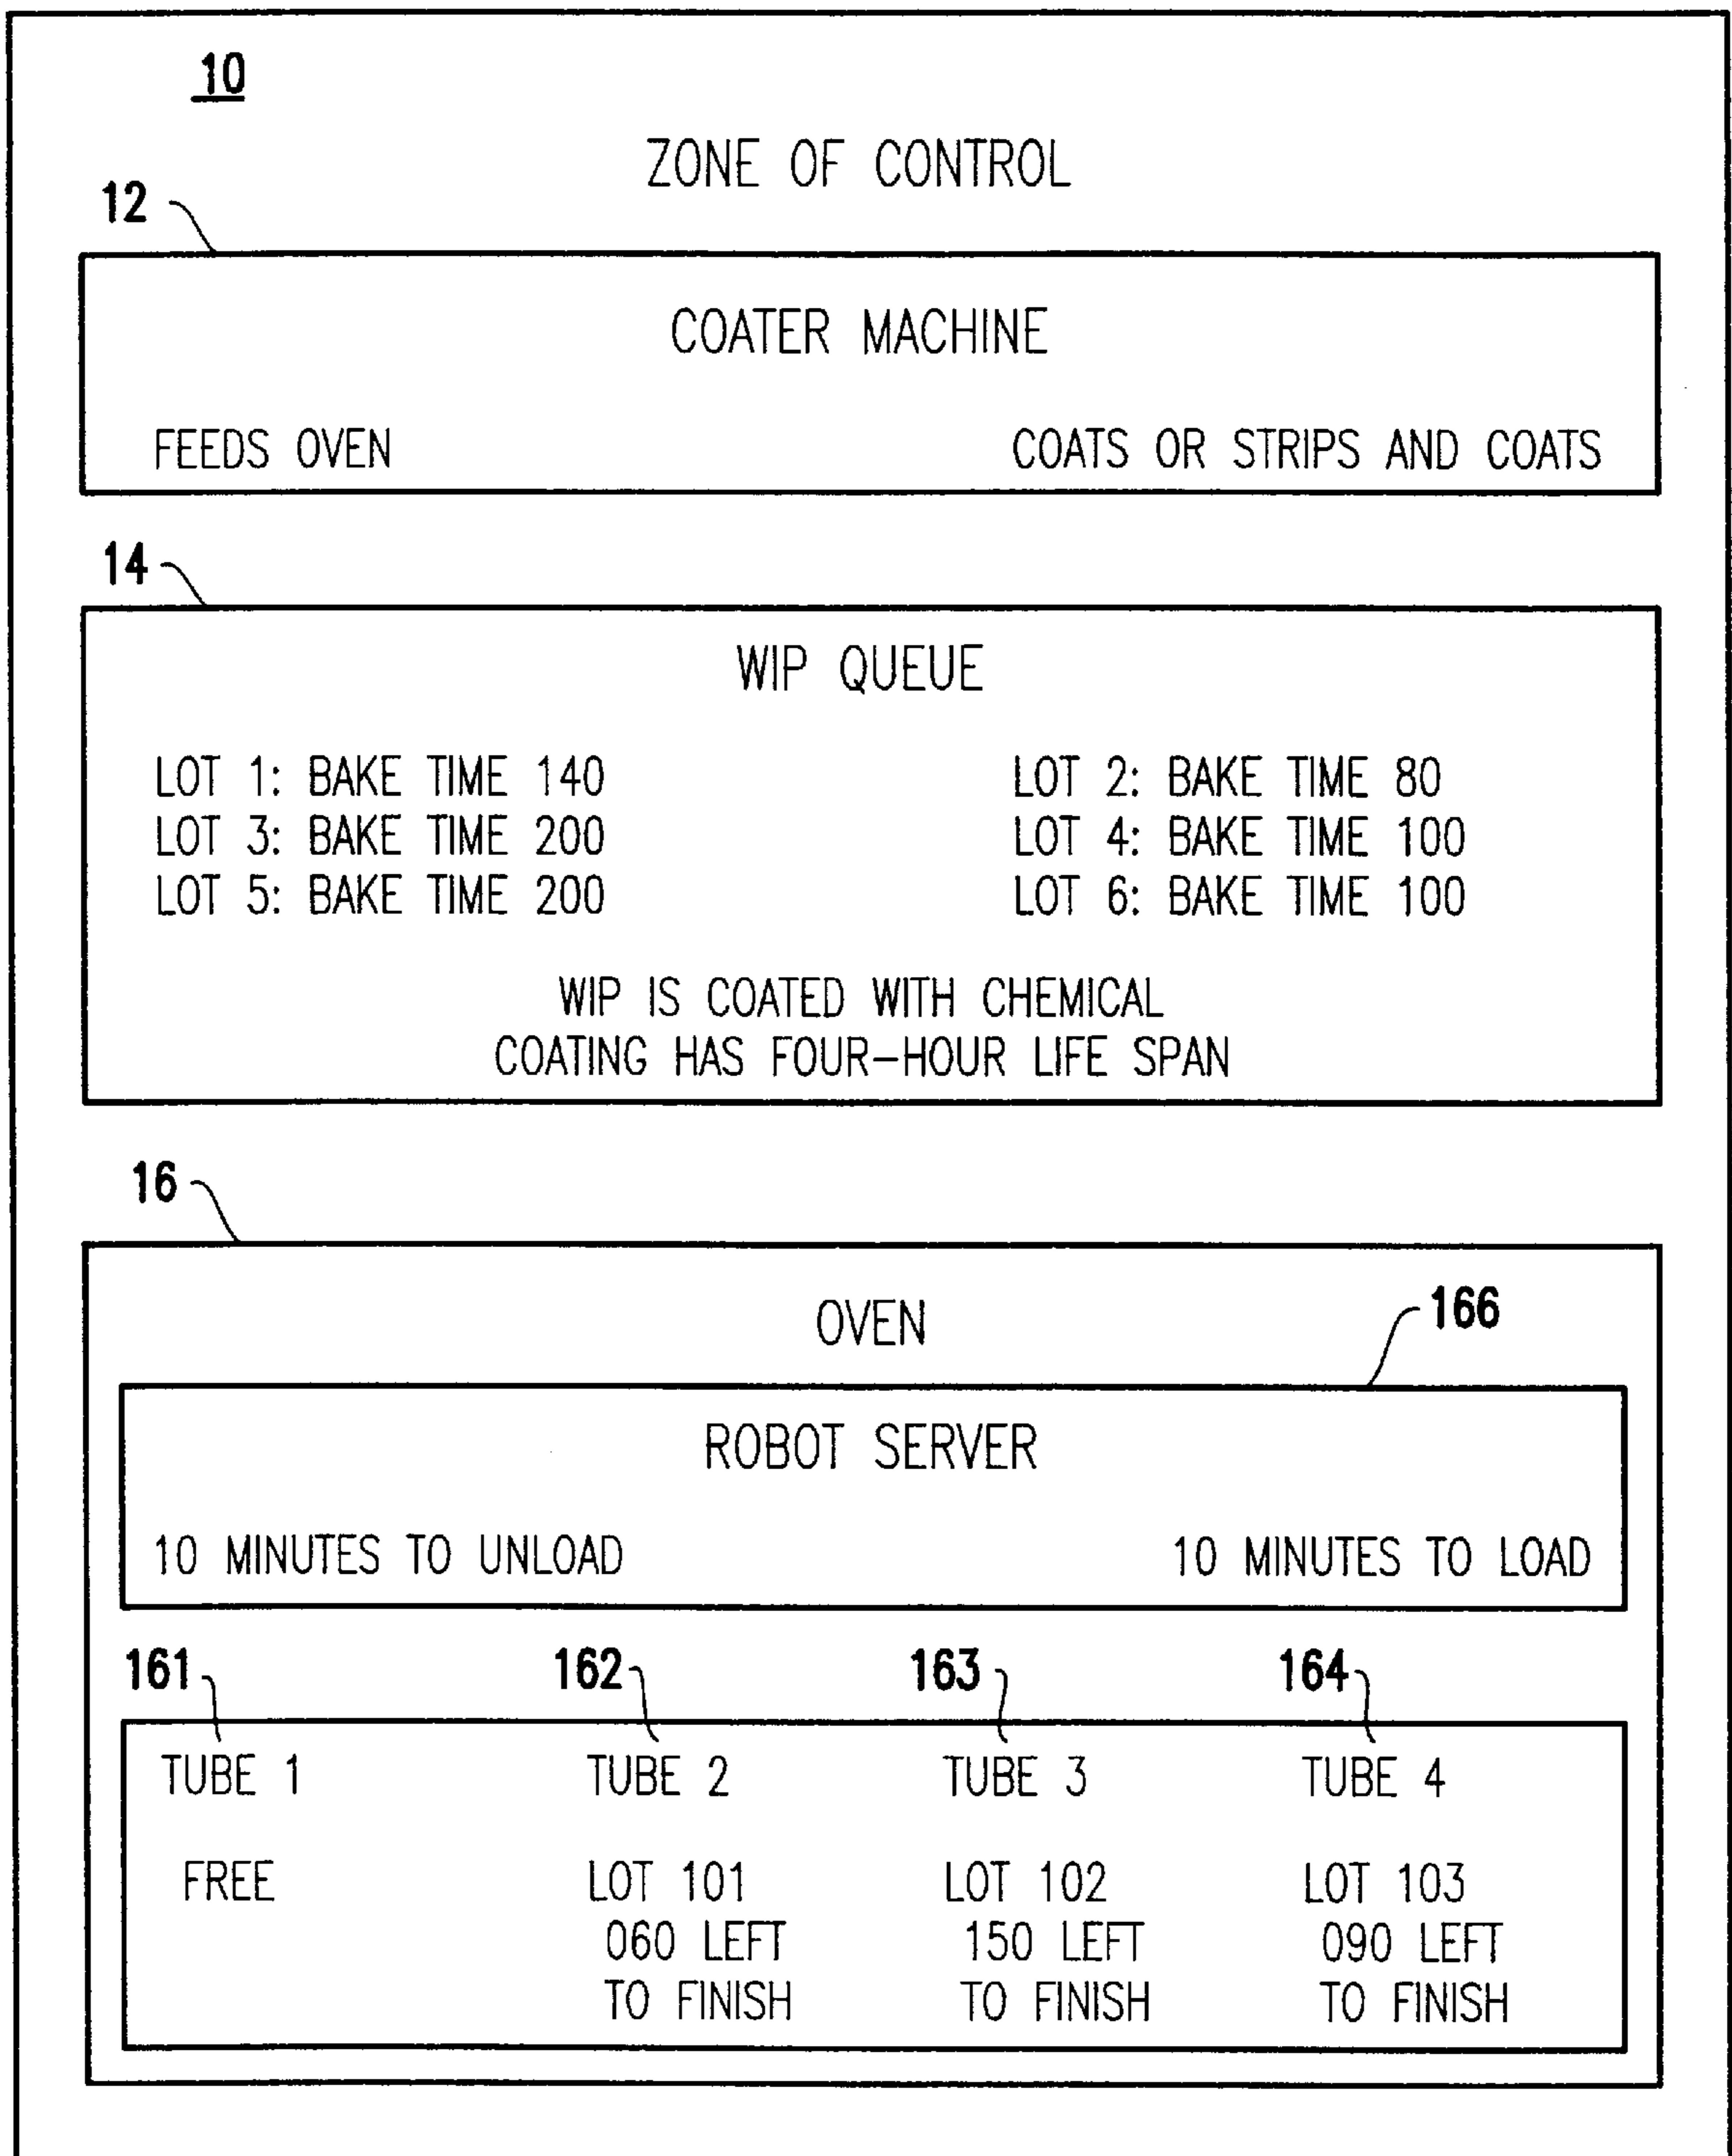 10
ZONE OF CONTROL
12
COATER MACHINE
FEEDS OVEN COATS OR STRIPS AND COATS
14
WIP QUEUE
LOT 1: BAKE TIME 140 LOT 2: BAKE TIME 80
LOT 3: BAKE TIME 200 LOT 4: BAKE TIME 100
LOT 5: BAKE TIME 200 LOT 6: BAKE TIME 100
WIP IS COATED WITH CHEMICAL
COATING HAS FOUR-HOUR LIFE SPAN
16
OVEN
166
ROBOT SERVER
10 MINUTES TO UNLOAD 10 MINUTES TO LOAD
161 162 163 164
TUBE 1 TUBE 2 TUBE 3 TUBE 4
FREE LOT 101 LOT 102 LOT 103
060 LEFT 150 LEFT 090 LEFT
TO FINISH TO FINISH TO FINISH